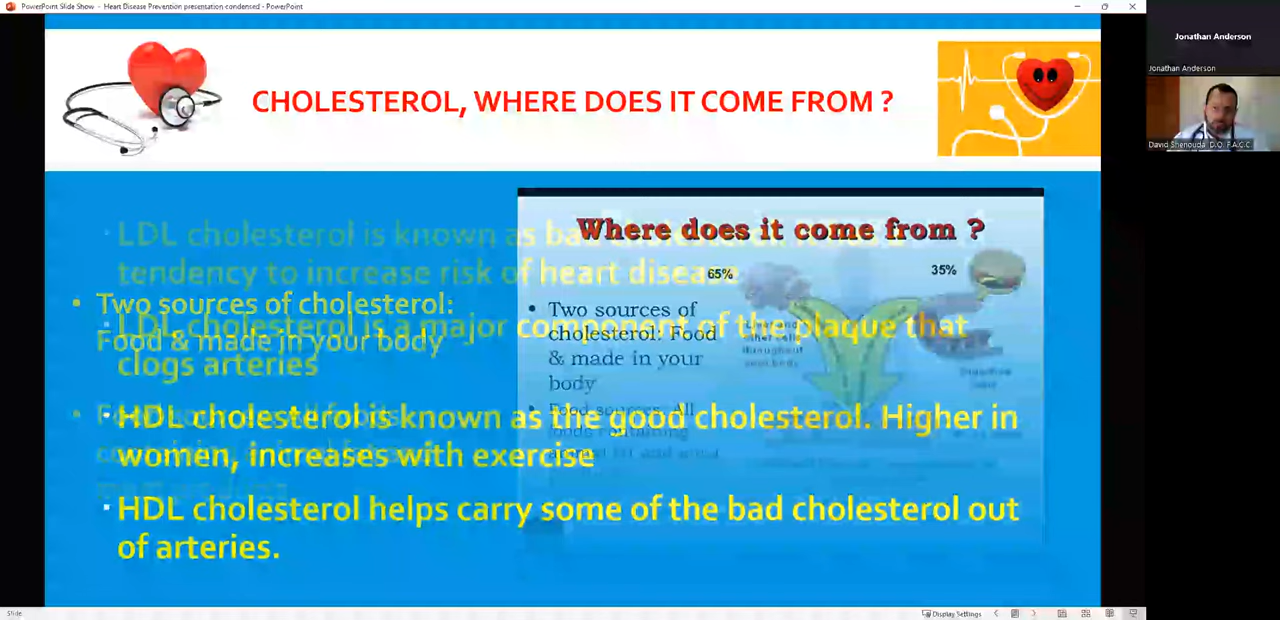 PowerPoint Slide Show - Heart Disease Prevention presentation condensed - PowerPoint
Jonathan Anderson
Jonathan Anderson
David Shenouda D.O. F.A.C.C.
CHOLESTEROL, WHERE DOES IT COME FROM ?
LDL cholesterol is known as
tendency to increase risk of heart disease
LDL cholesterol is a major component of the plaque that
clogs arteries
HDL cholesterol is known as the good cholesterol. Higher in
women, increases with exercise
HDL cholesterol helps carry some of the bad cholesterol out
of arteries.
• Two sources of cholesterol:
Food & made in your body
Where does it come from ?
65%
35%
• Two sources of
cholesterol: Food
& made in your
body
Food sources: All
Slide
Display Settings